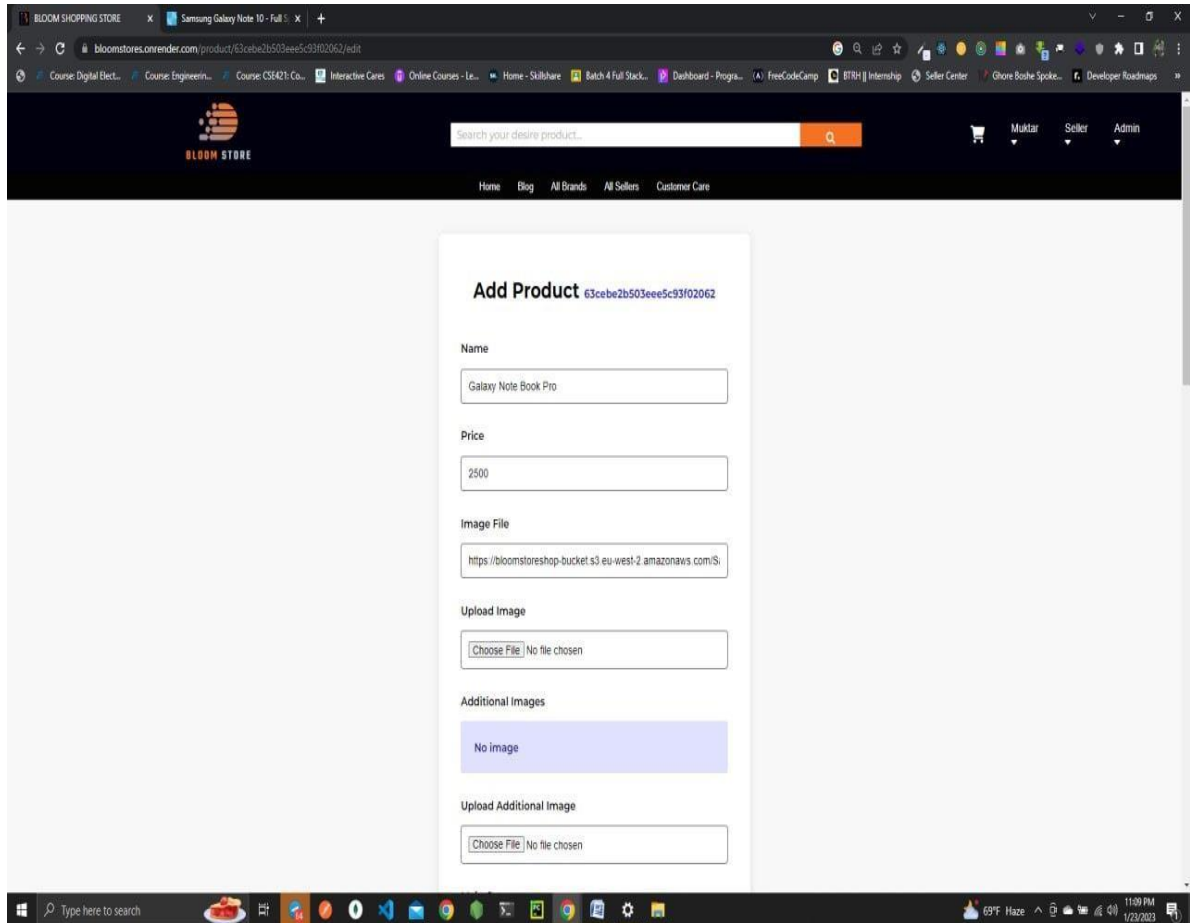 BLOOM SHOPPING STORE
Samsung Galaxy Note 10 - Full S
bloomstores.onrender.com/product/63cebe2b503eee5c93f02062/edit
Course: Digital Elect... Course: Engineerin... Course: CSE421: Co... Interactive Cares Online Courses - Le... Home - Skillshare Batch 4 Full Stack... Dashboard - Progra... FreeCodeCamp BTRH || Internship Seller Center Ghore Boshe Spoke... Developer Roadmaps »
BLOOM STORE
Search your desire product...
Muktar Seller Admin
Home Blog All Brands All Sellers Customer Care
Add Product 63cebe2b503eee5c93f02062
Name
Galaxy Note Book Pro
Price
2500
Image File
https://bloomstoreshop-bucket.s3.eu-west-2.amazonaws.com/Sa
Upload Image
Choose File No file chosen
Additional Images
No image
Upload Additional Image
Choose File No file chosen
Type here to search
69°F Haze
11:09 PM
1/23/2023